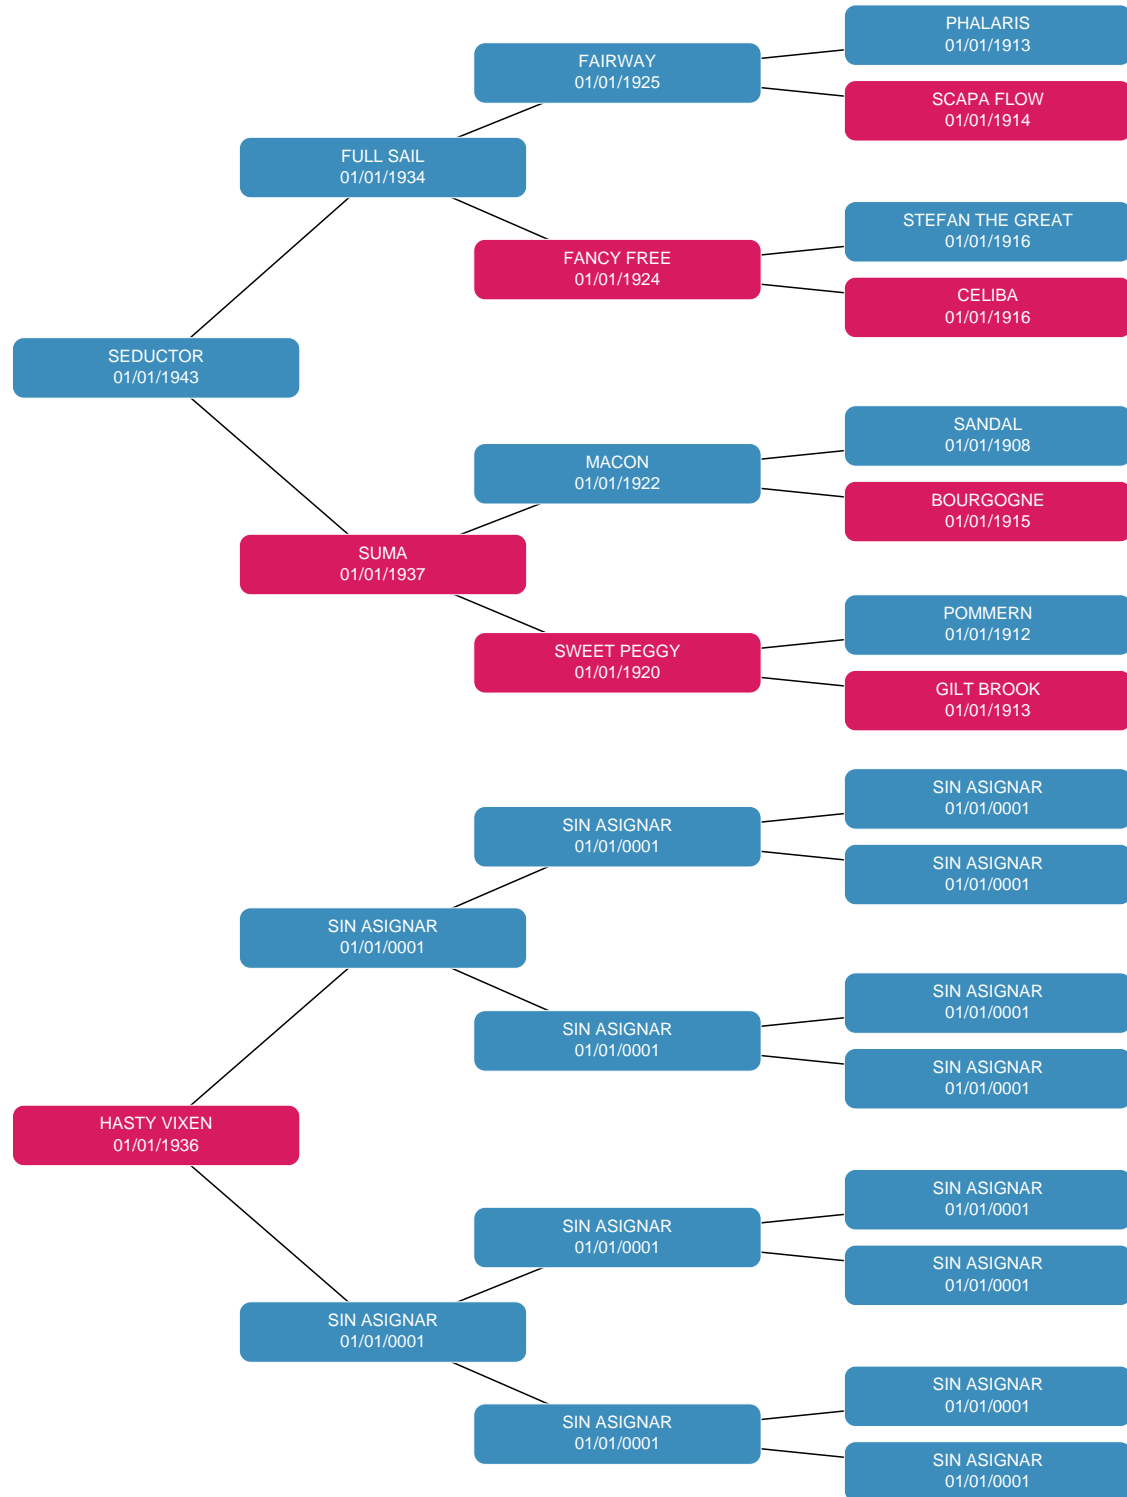 PHALARIS
01/01/1913
FAIRWAY
01/01/1925
SCAPA FLOW
01/01/1914
FULL SAIL
01/01/1934
STEFAN THE GREAT
01/01/1916
FANCY FREE
01/01/1924
CELIBA
01/01/1916
SEDUCTOR
01/01/1943
SANDAL
01/01/1908
MACON
01/01/1922
BOURGOGNE
01/01/1915
SUMA
01/01/1937
POMMERN
01/01/1912
SWEET PEGGY
01/01/1920
GILT BROOK
01/01/1913
SIN ASIGNAR
01/01/0001
SIN ASIGNAR
01/01/0001
SIN ASIGNAR
01/01/0001
SIN ASIGNAR
01/01/0001
SIN ASIGNAR
01/01/0001
SIN ASIGNAR
01/01/0001
SIN ASIGNAR
01/01/0001
HASTY VIXEN
01/01/1936
SIN ASIGNAR
01/01/0001
SIN ASIGNAR
01/01/0001
SIN ASIGNAR
01/01/0001
SIN ASIGNAR
01/01/0001
SIN ASIGNAR
01/01/0001
SIN ASIGNAR
01/01/0001
SIN ASIGNAR
01/01/0001